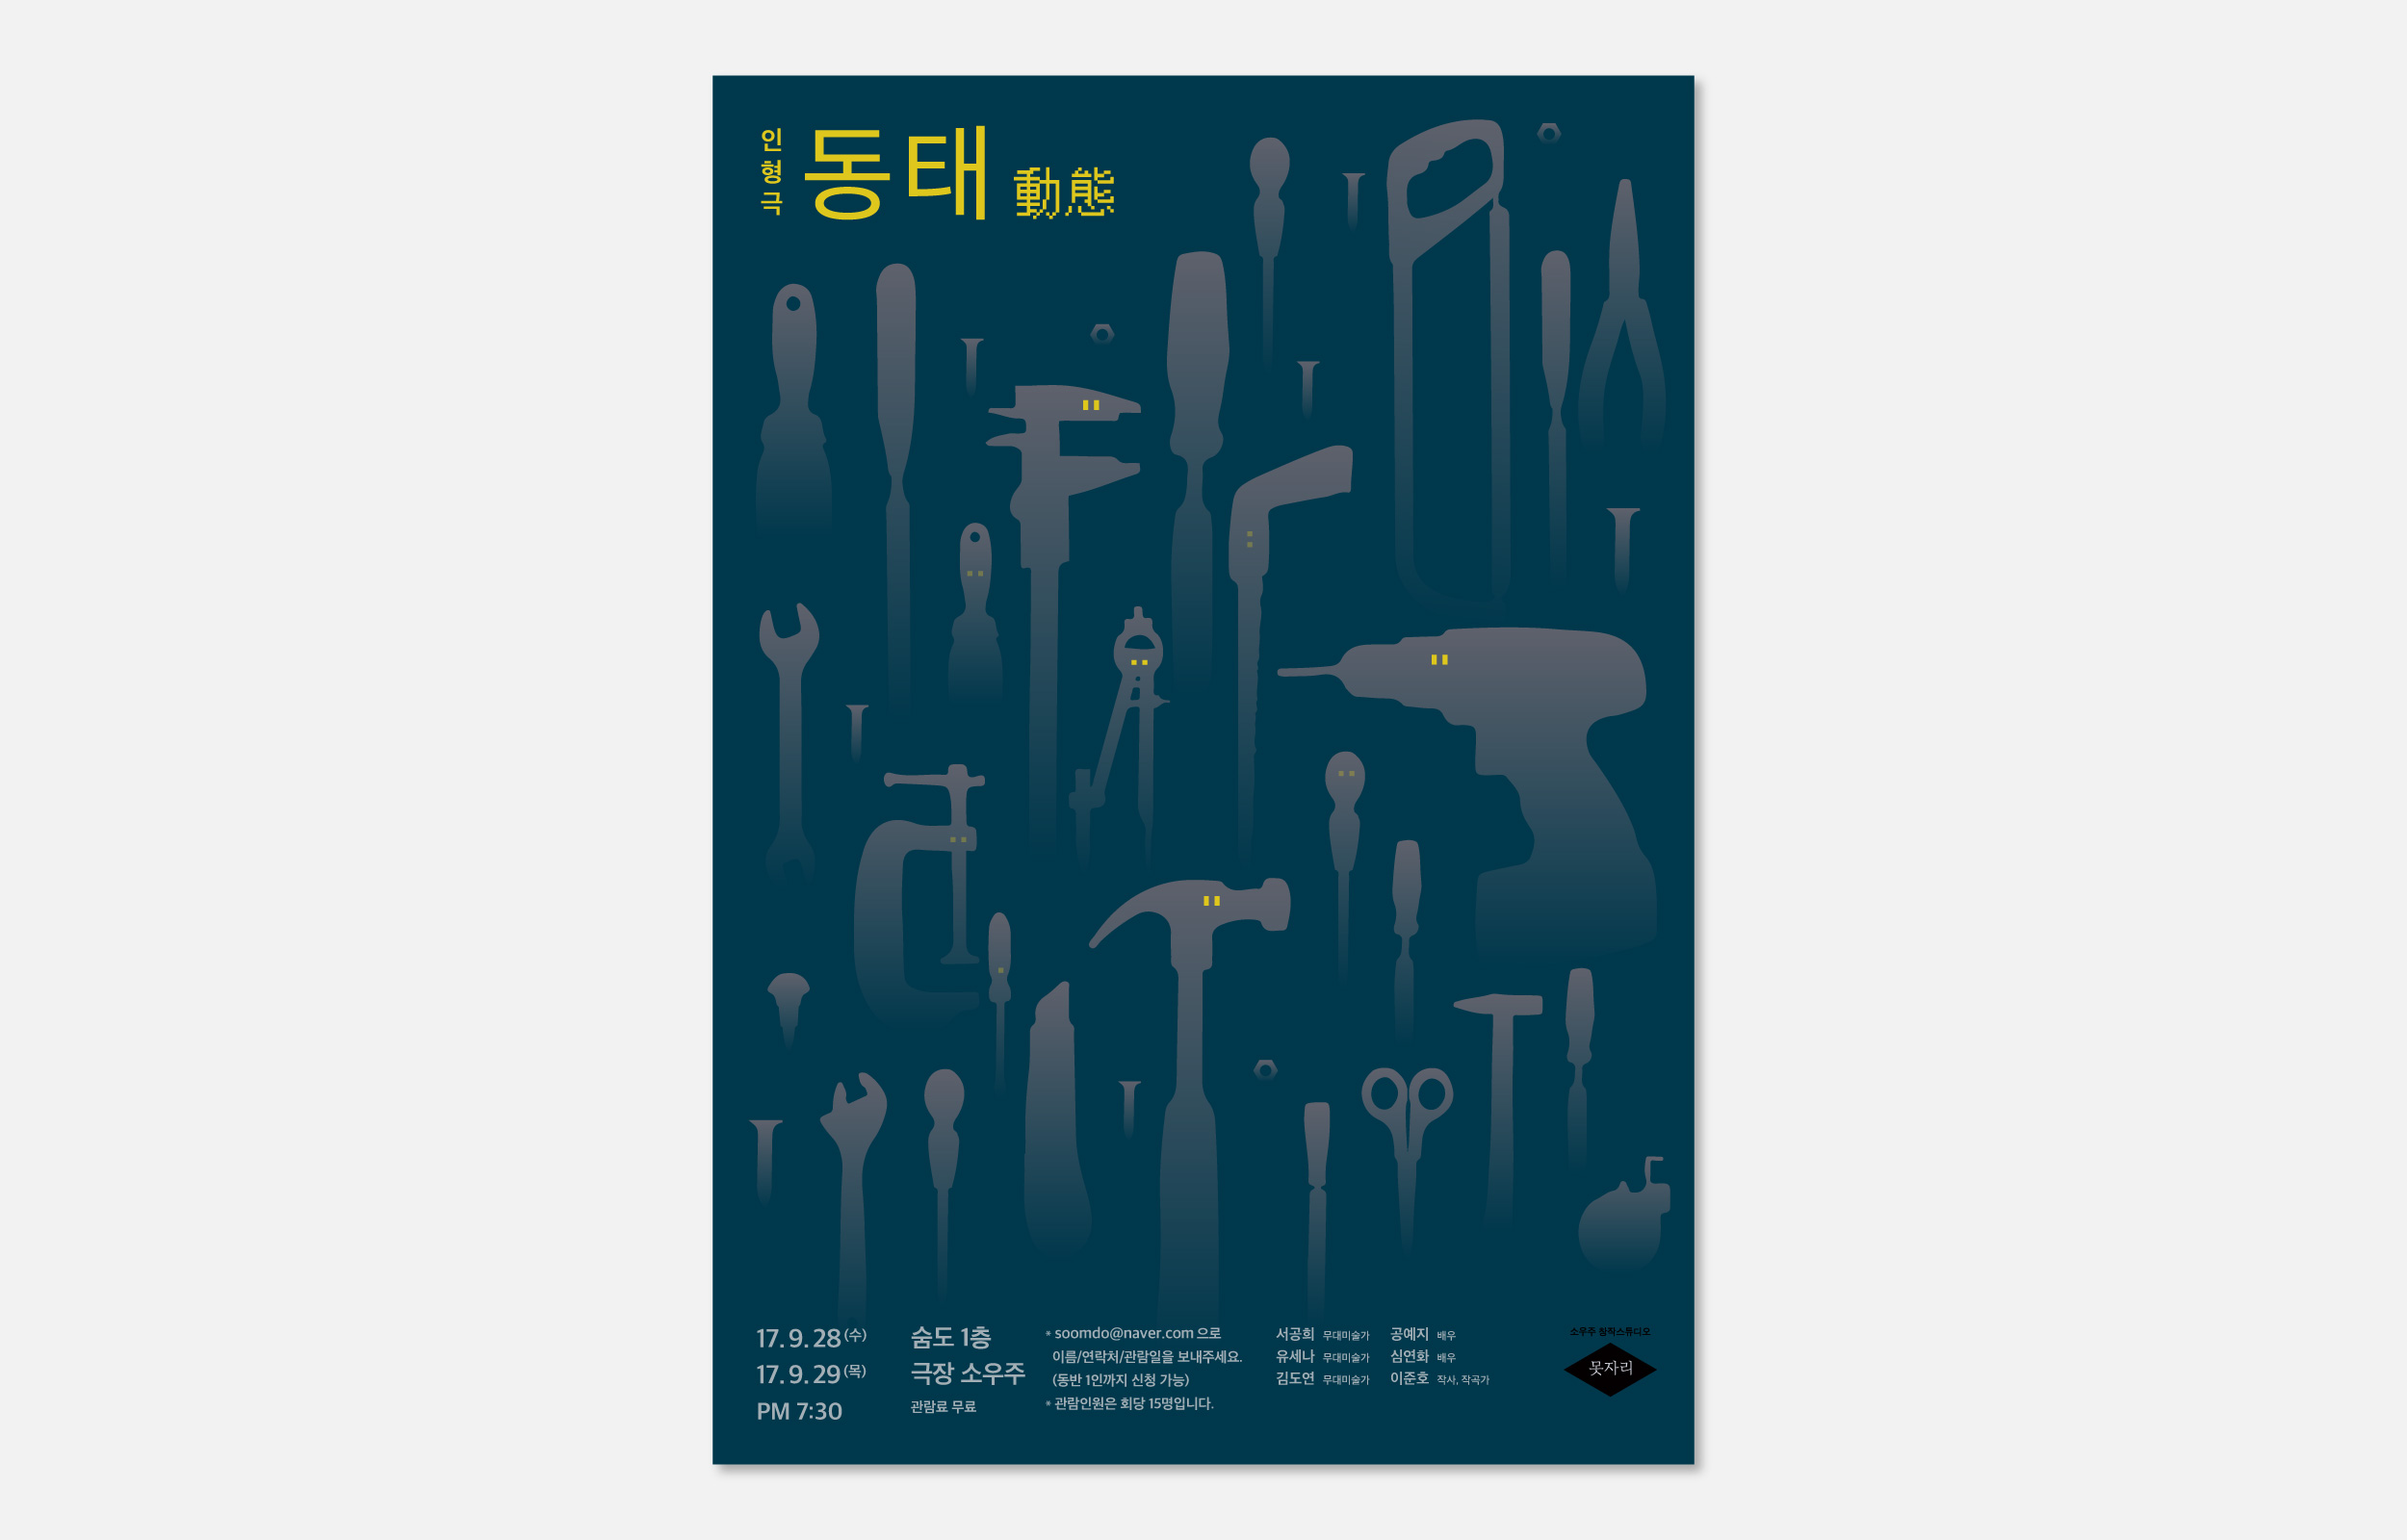 인형극
동태 動態
17. 9. 28 (수)
17. 9. 29 (목)
PM 7:30
숨도 1층
극장 소우주
관람료 무료
* soomdo@naver.com 으로
이름/연락처/관람일을 보내주세요.
(동반 1인까지 신청 가능)
* 관람인원은 회당 15명입니다.
서공희 무대미술가
유세나 무대미술가
김도연 무대미술가
공예지 배우
심연화 배우
이준호 작사, 작곡가
소우주 창작스튜디오
못자리